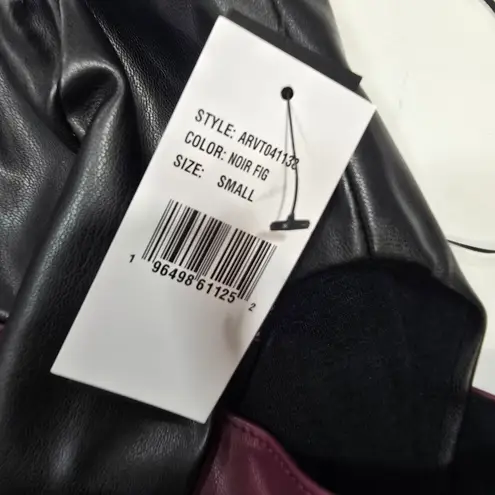 STYLE: ARVT041132
COLOR: NOIR FIG
SIZE: SMALL
1 96498 61125 2